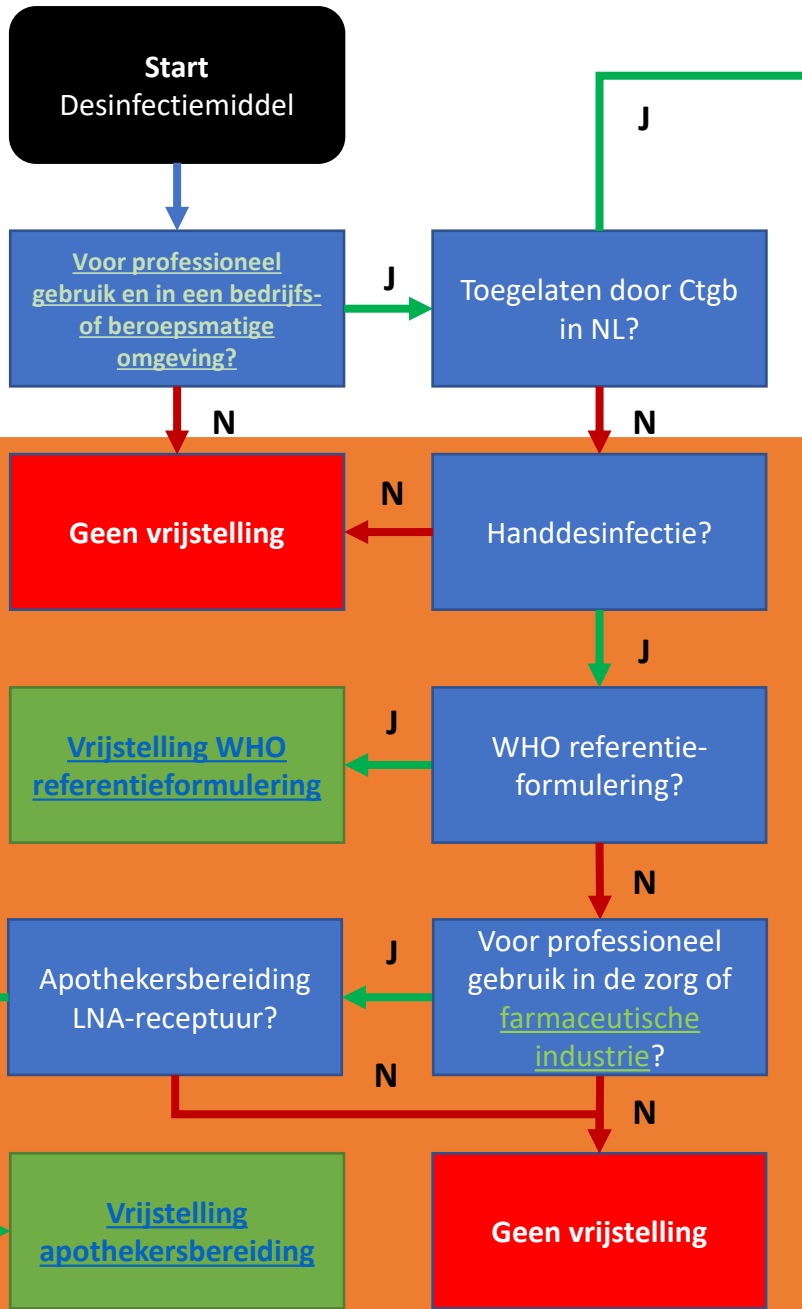 Start
Desinfectiemiddel
J
Voor professioneel
gebruik en in een bedrijfs-
of beroepsmatige
omgeving?
J
Toegelaten door Ctgb
in NL?
N
N
Geen vrijstelling
N
Handdesinfectie?
J
Vrijstelling WHO
referentieformulering
J
WHO referentie-
formulering?
N
Apothekersbereiding
LNA-receptuur?
J
Voor professioneel
gebruik in de zorg of
farmaceutische
industrie?
N
N
Vrijstelling
apothekersbereiding
Geen vrijstelling